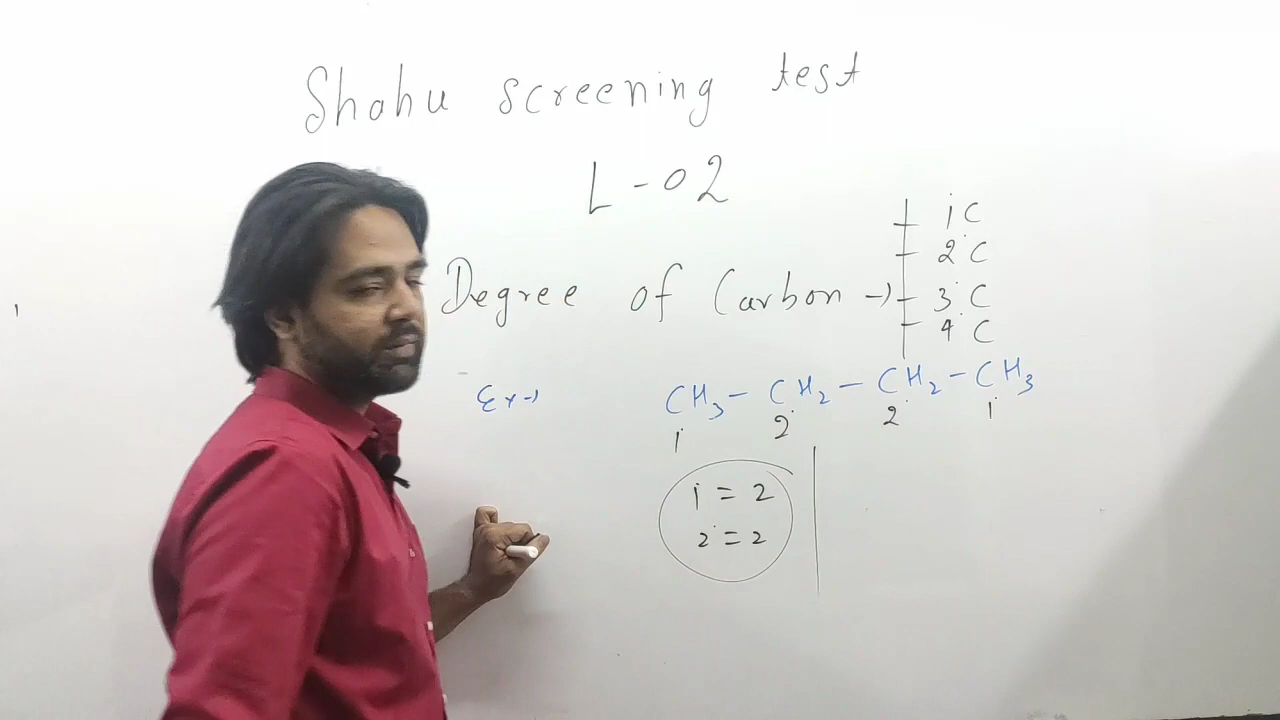 Shahu screening test
L-02
1° C
2° C
Degree of Carbon → 3° C
4° C
Ex→ CH3 - CH2 - CH2 - CH3
1° 2° 2° 1°
1° = 2
2° = 2